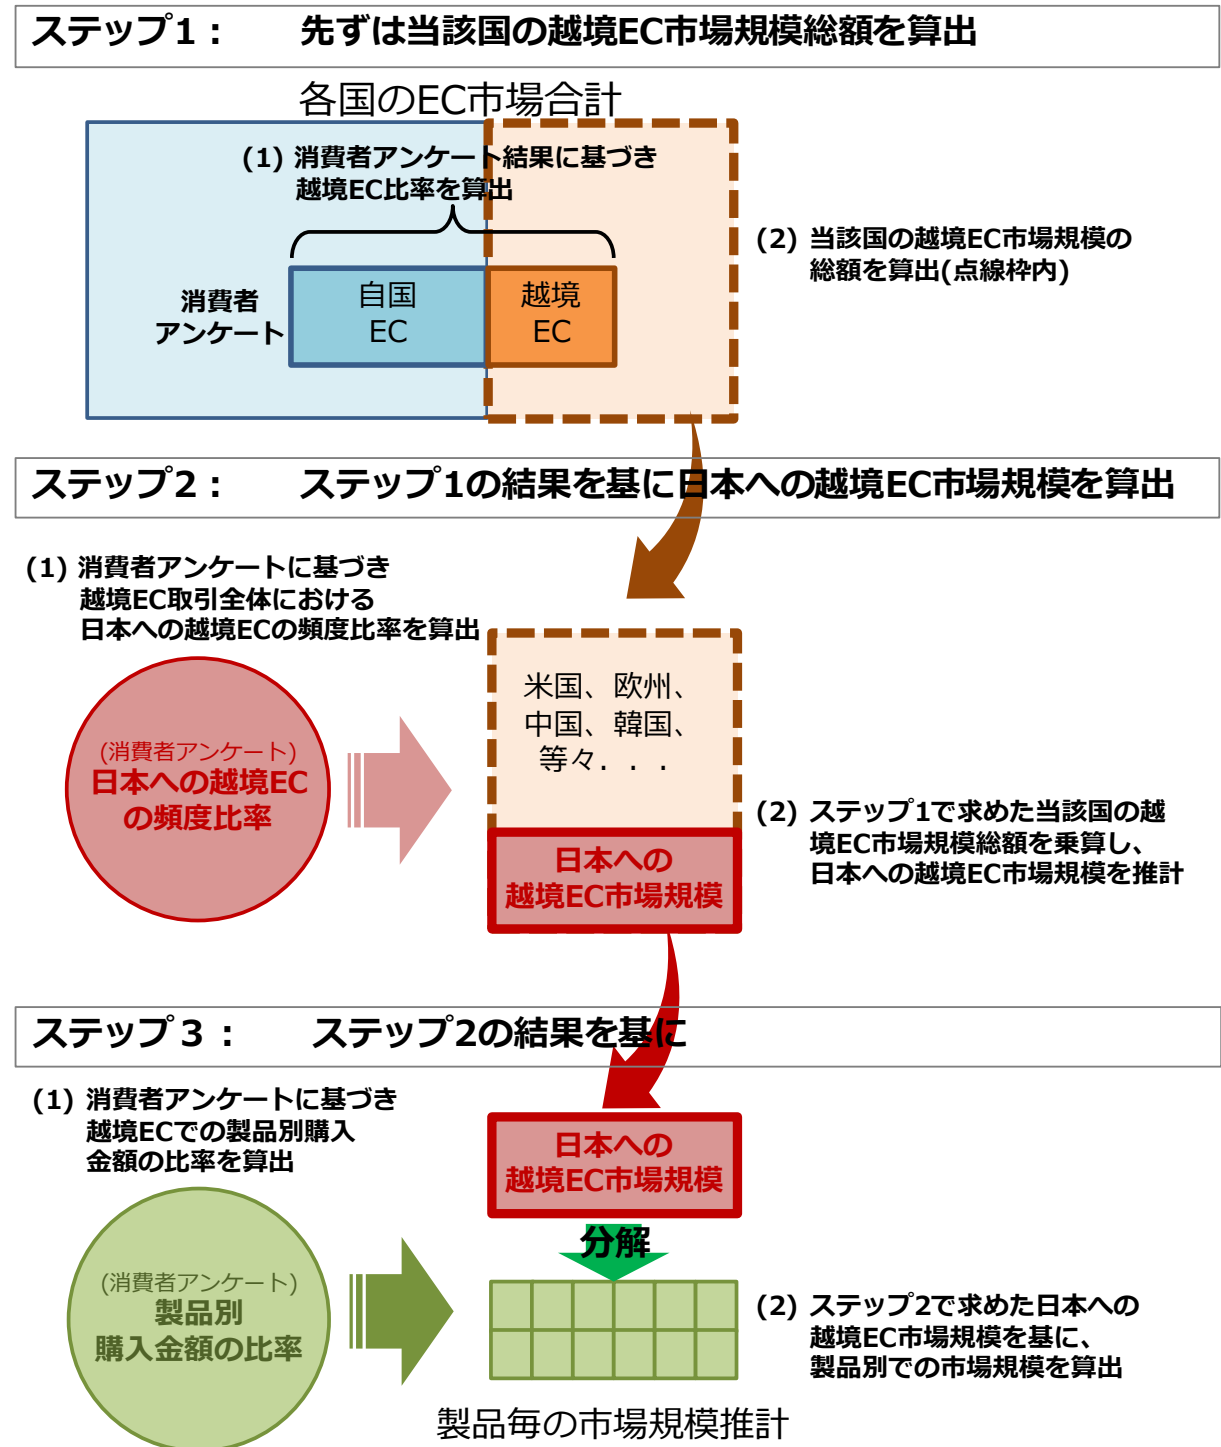 ステップ1： 先ずは当該国の越境EC市場規模総額を算出
各国のEC市場合計
(1) 消費者アンケート結果に基づき
越境EC比率を算出
消費者
アンケート
自国
EC
越境
EC
(2) 当該国の越境EC市場規模の
総額を算出(点線枠内)
ステップ2： ステップ1の結果を基に日本への越境EC市場規模を算出
(1) 消費者アンケートに基づき
越境EC取引全体における
日本への越境ECの頻度比率を算出
(消費者アンケート)
日本への越境EC
の頻度比率
米国、欧州、
中国、韓国、
等々．．．
日本への
越境EC市場規模
(2) ステップ1で求めた当該国の越
境EC市場規模総額を乗算し、
日本への越境EC市場規模を推計
ステップ３： ステップ2の結果を基に
(1) 消費者アンケートに基づき
越境ECでの製品別購入
金額の比率を算出
日本への
越境EC市場規模
分解
(消費者アンケート)
製品別
購入金額の比率
(2) ステップ2で求めた日本への
越境EC市場規模を基に、
製品別での市場規模を算出
製品毎の市場規模推計